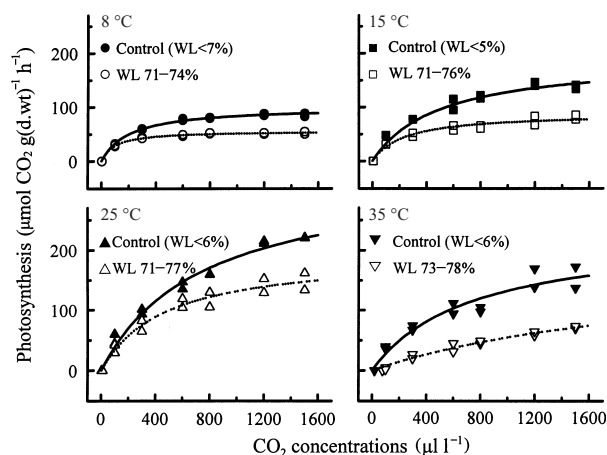 8 °C
Control (WL<7%)
WL 71−74%
15 °C
Control (WL<5%)
WL 71−76%
200
100
0
25 °C
Control (WL<6%)
WL 71−77%
35 °C
Control (WL<6%)
WL 73−78%
200
100
0
0 400 800 1200 1600
0 400 800 1200 1600
Photosynthesis (µmol CO₂ g(d.wt)⁻¹ h⁻¹)
CO₂ concentrations (µl l⁻¹)